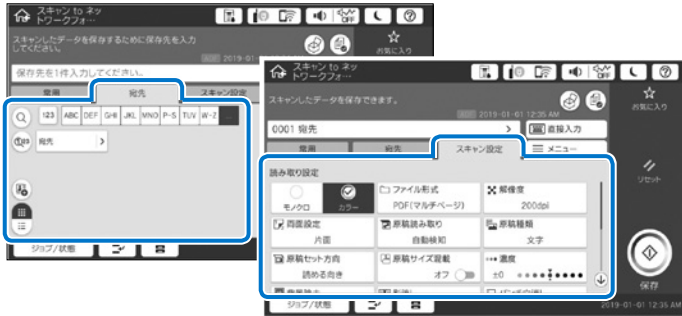 スキャン to ネッ
トワークフォ…
OFF
スキャンしたデータを保存するために保存先を入力
してください。
お気に入り
2019-01-01
保存先を1件入力してください。
常用
宛先
スキャン設定
123 ABC DEF GHI JKL MNO P-S TUV W-Z ...
宛先
ジョブ/状態
スキャン to ネッ
トワークフォ…
OFF
スキャンしたデータを保存できます。
2019-01-01 12:35 AM
お気に入り
0001 宛先
直接入力
常用
宛先
スキャン設定
メニュー
読み取り設定
リセット
モノクロ
カラー
ファイル形式
PDF(マルチページ)
解像度
200dpi
両面設定
片面
原稿読み取り
自動検知
原稿種類
文字
原稿セット方向
読める向き
原稿サイズ混載
オフ
濃度
±0
保存
ジョブ/状態
2019-01-01 12:35 AM